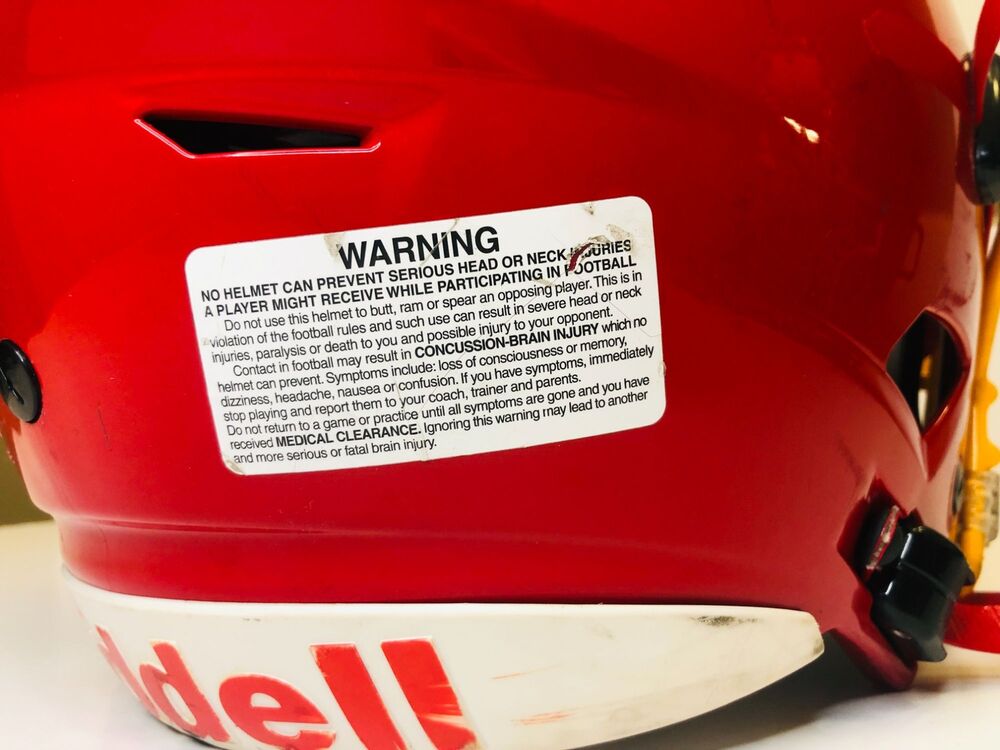 WARNING
NO HELMET CAN PREVENT SERIOUS HEAD OR NECK INJURIES
A PLAYER MIGHT RECEIVE WHILE PARTICIPATING IN FOOTBALL
Do not use this helmet to butt, ram or spear an opposing player. This is in
violation of the football rules and such use can result in severe head or neck
injuries, paralysis or death to you and possible injury to your opponent.
Contact in football may result in CONCUSSION-BRAIN INJURY which no
helmet can prevent. Symptoms include: loss of consciousness or memory,
dizziness, headache, nausea or confusion. If you have symptoms, immediately
stop playing and report them to your coach, trainer and parents.
Do not return to a game or practice until all symptoms are gone and you have
received MEDICAL CLEARANCE. Ignoring this warning may lead to another
and more serious or fatal brain injury.
ddell